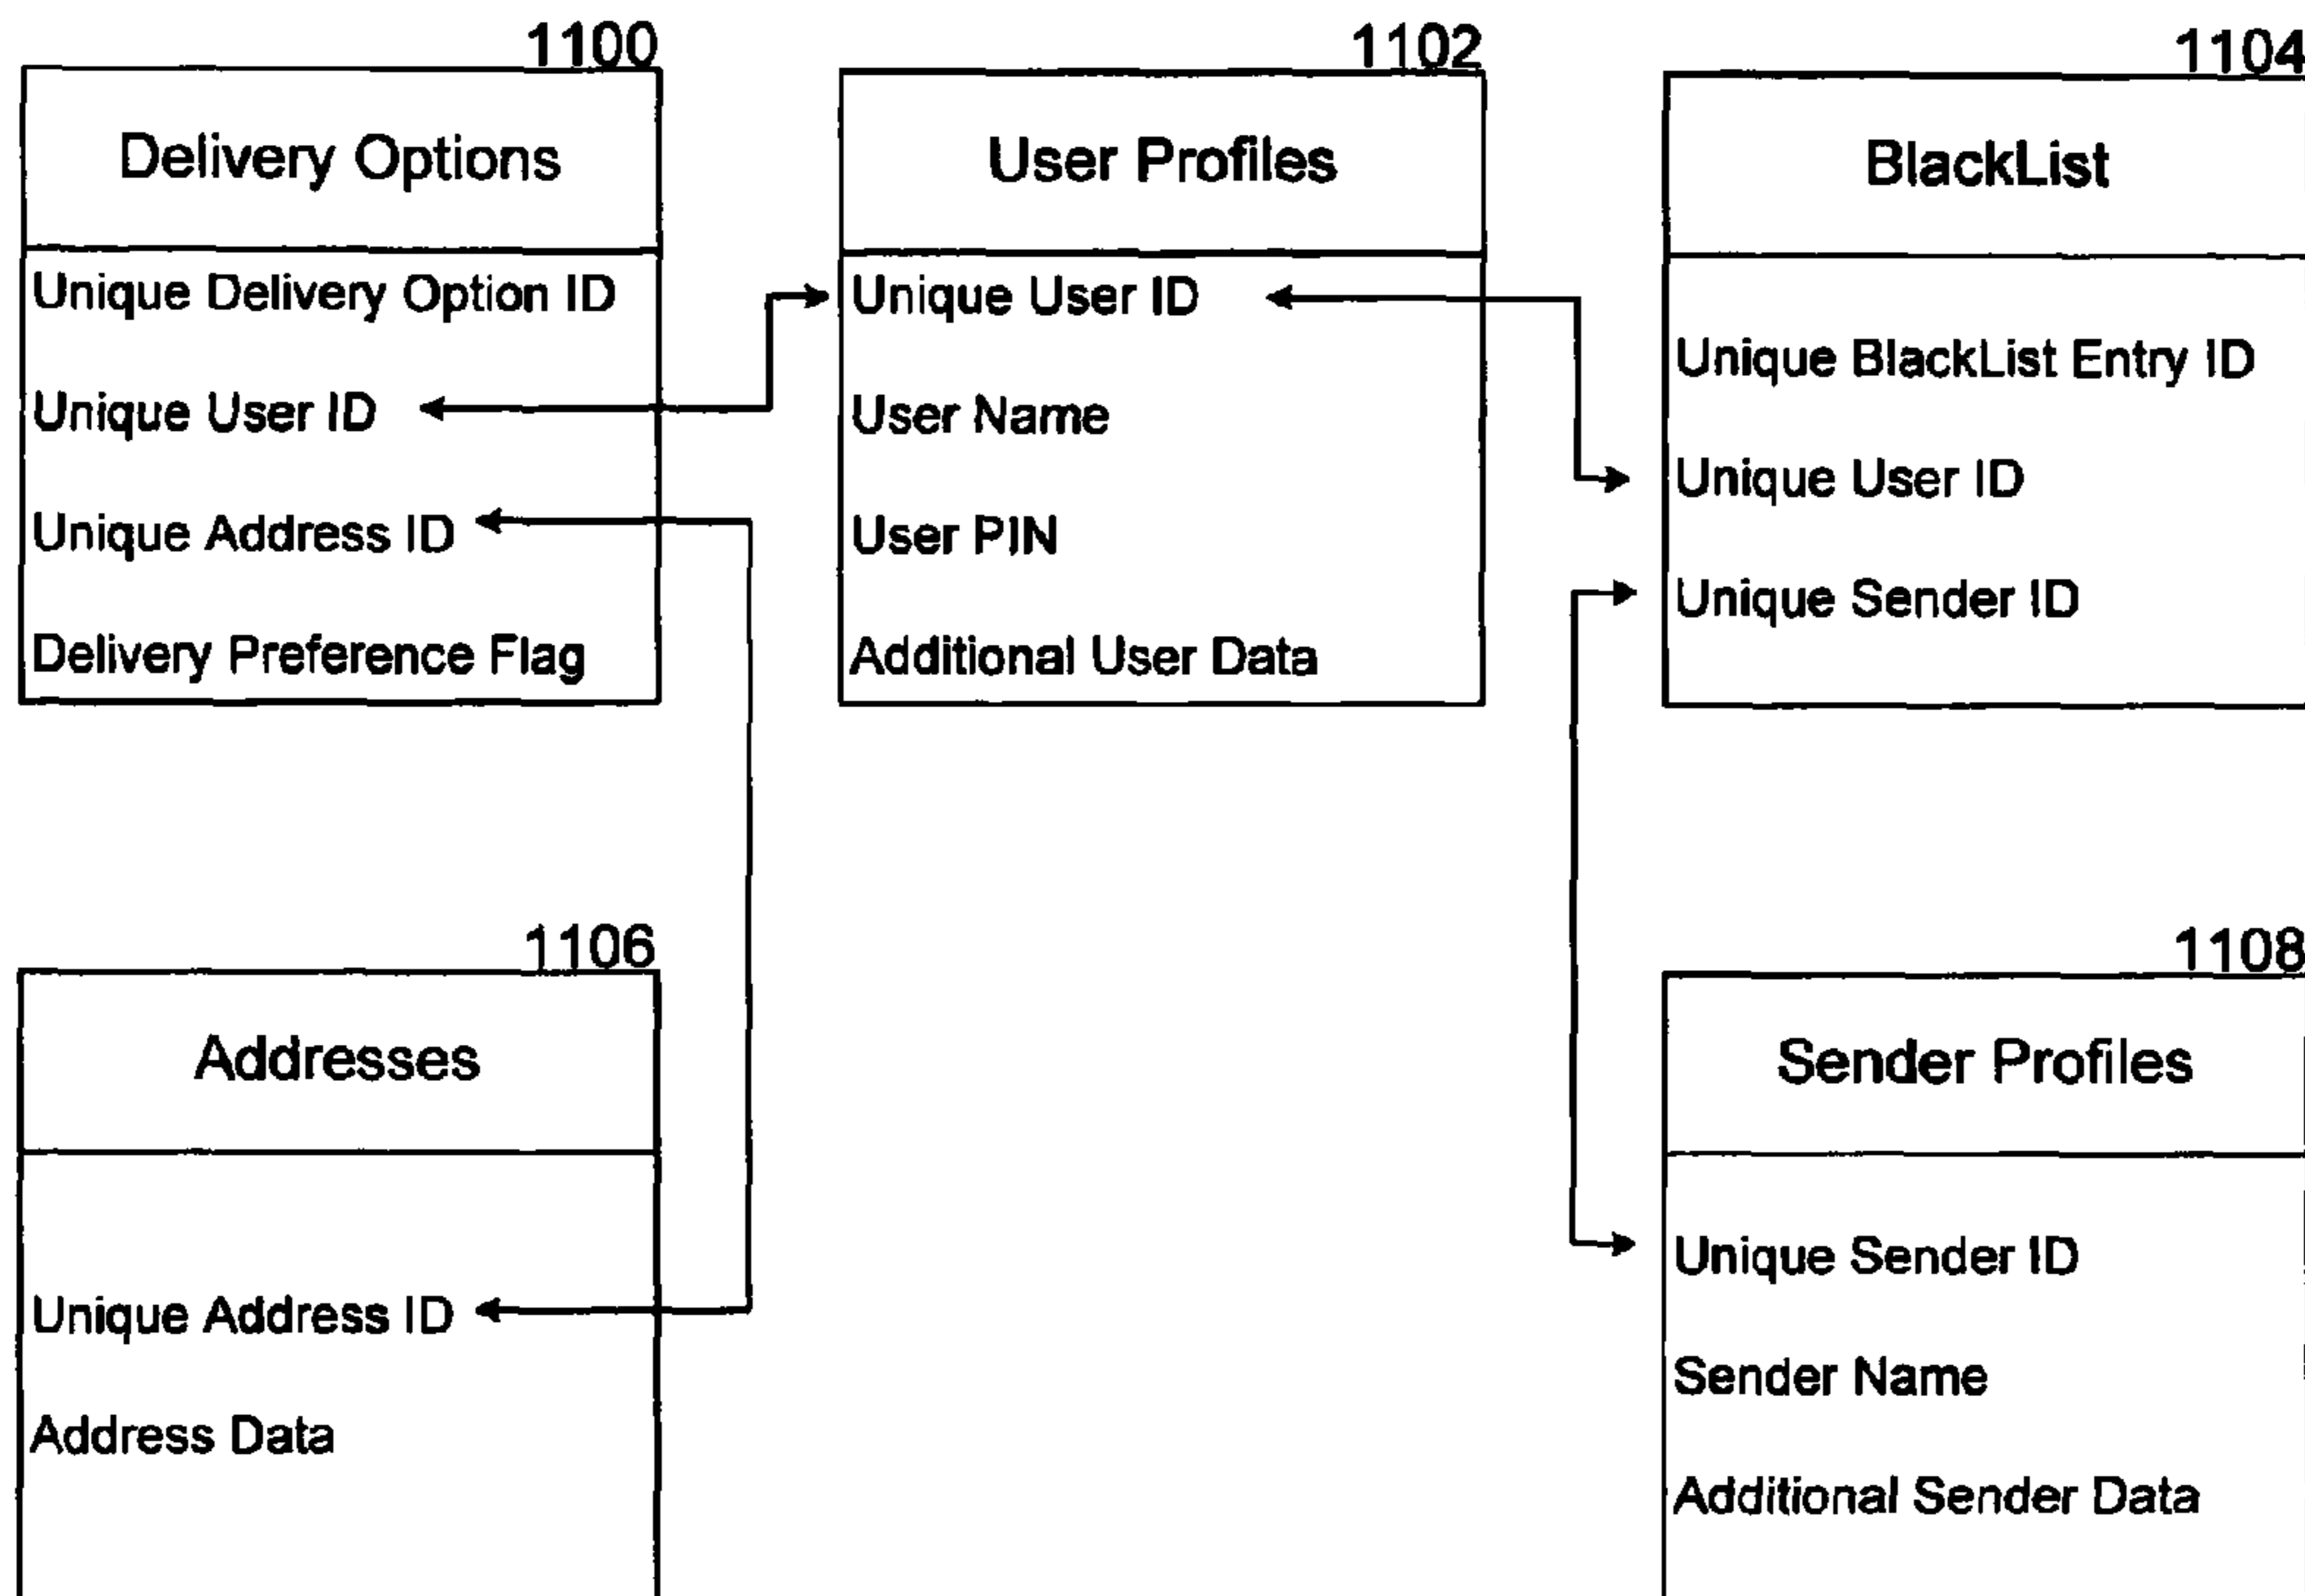 1100
Delivery Options
Unique Delivery Option ID
Unique User ID
Unique Address ID
Delivery Preference Flag
1102
User Profiles
Unique User ID
User Name
User PIN
Additional User Data
1104
BlackList
Unique BlackList Entry ID
Unique User ID
Unique Sender ID
1106
Addresses
Unique Address ID
Address Data
1108
Sender Profiles
Unique Sender ID
Sender Name
Additional Sender Data